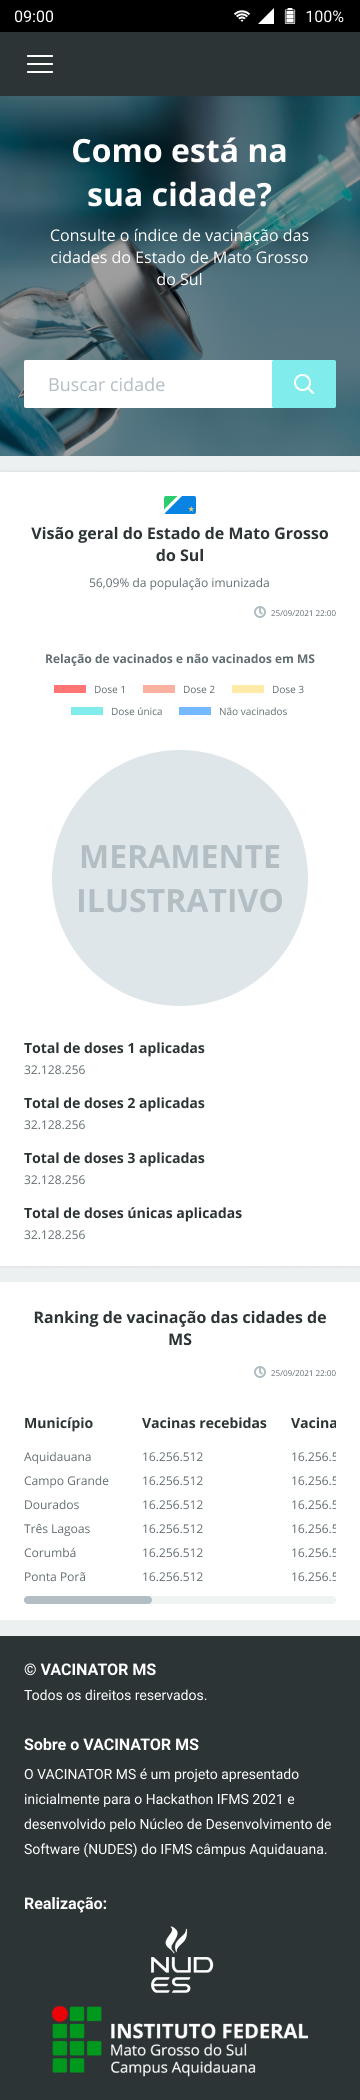 09:00
100%
Como está na
sua cidade?
Consulte o índice de vacinação das
cidades do Estado de Mato Grosso
do Sul
Buscar cidade
Visão geral do Estado de Mato Grosso
do Sul
56,09% da população imunizada
25/09/2021 22:00
Relação de vacinados e não vacinados em MS
Dose 1 Dose 2 Dose 3
Dose única Não vacinados
MERAMENTE
ILUSTRATIVO
Total de doses 1 aplicadas
32.128.256
Total de doses 2 aplicadas
32.128.256
Total de doses 3 aplicadas
32.128.256
Total de doses únicas aplicadas
32.128.256
Ranking de vacinação das cidades de
MS
25/09/2021 22:00
Município Vacinas recebidas Vacina
Aquidauana 16.256.512 16.256.5
Campo Grande 16.256.512 16.256.5
Dourados 16.256.512 16.256.5
Três Lagoas 16.256.512 16.256.5
Corumbá 16.256.512 16.256.5
Ponta Porã 16.256.512 16.256.5
© VACINATOR MS
Todos os direitos reservados.
Sobre o VACINATOR MS
O VACINATOR MS é um projeto apresentado
inicialmente para o Hackathon IFMS 2021 e
desenvolvido pelo Núcleo de Desenvolvimento de
Software (NUDES) do IFMS câmpus Aquidauana.
Realização:
NUD
ES
INSTITUTO FEDERAL
Mato Grosso do Sul
Campus Aquidauana